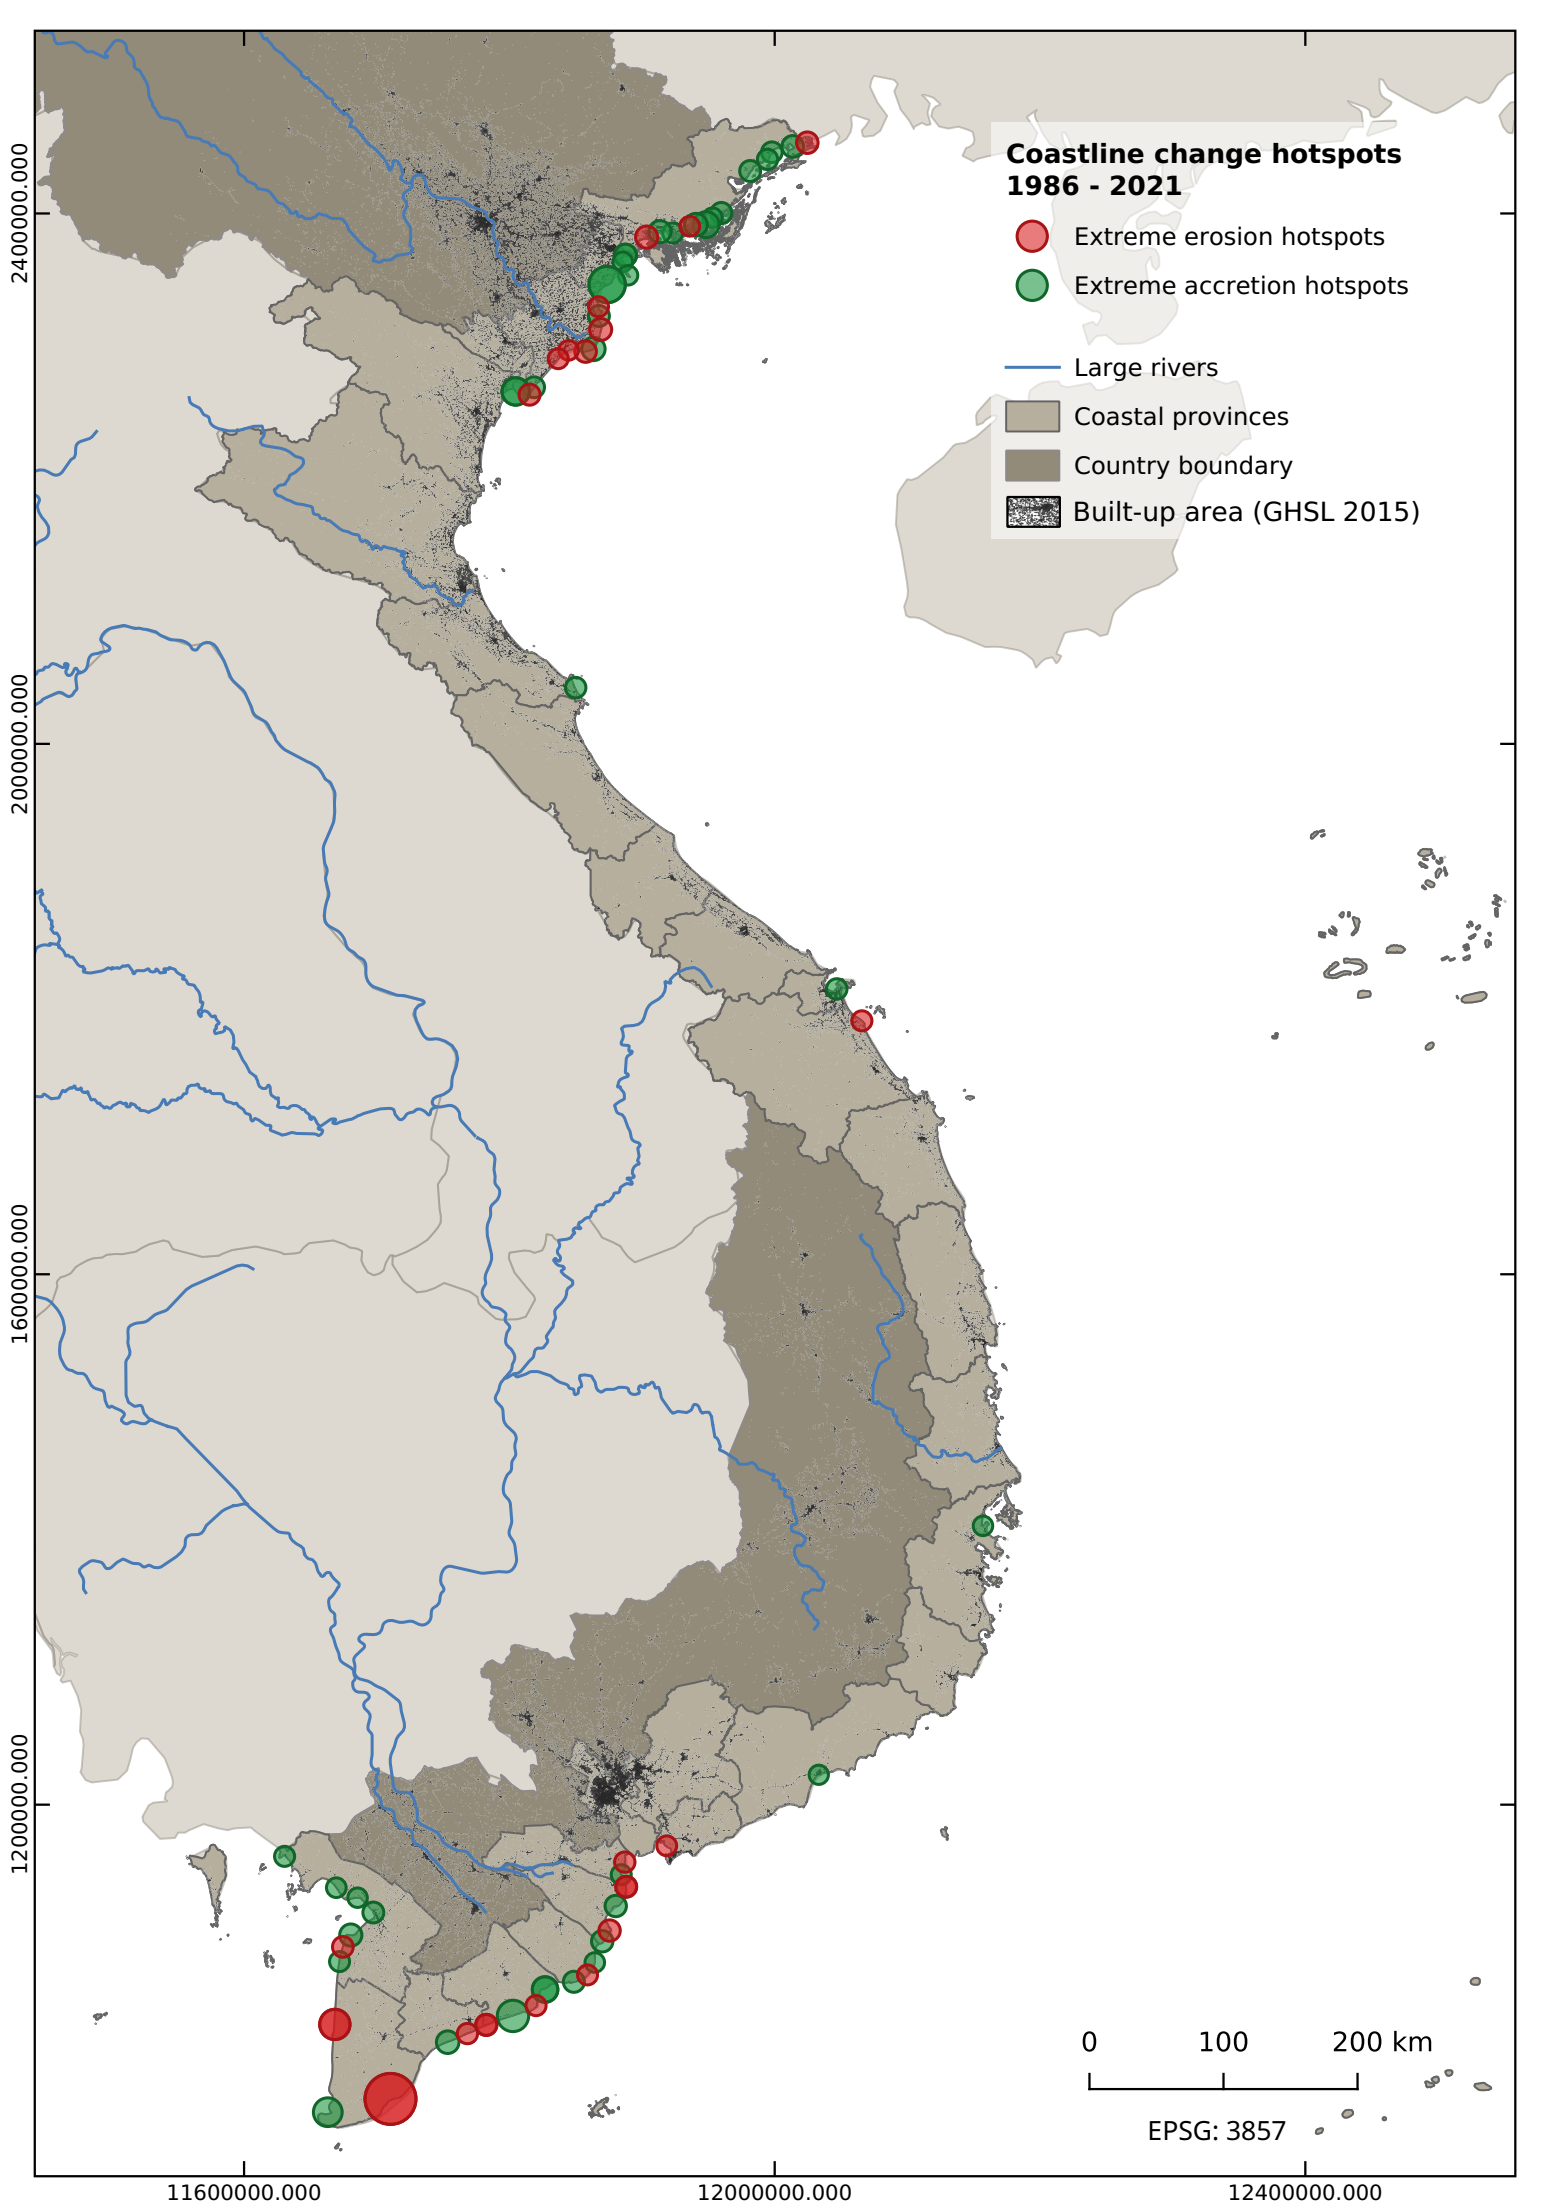 Coastline change hotspots
1986 - 2021
Extreme erosion hotspots
Extreme accretion hotspots
Large rivers
Coastal provinces
Country boundary
Built-up area (GHSL 2015)
2400000.000
2000000.000
1600000.000
1200000.000
0 100 200 km
EPSG: 3857
11600000.000 12000000.000 12400000.000